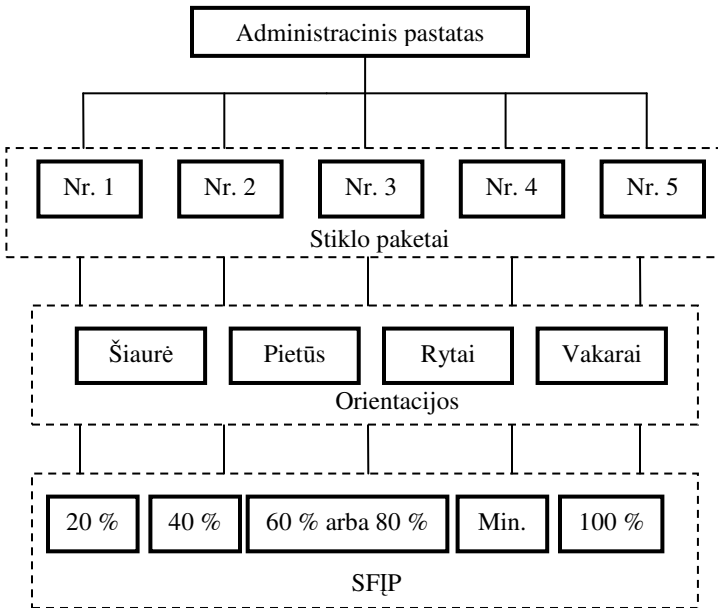 Administracinis pastatas
Nr. 1 Nr. 2 Nr. 3 Nr. 4 Nr. 5
Stiklo paketai
Šiaurė Pietūs Rytai Vakarai
Orientacijos
20 % 40 % 60 % arba 80 % Min. 100 %
SFĮP